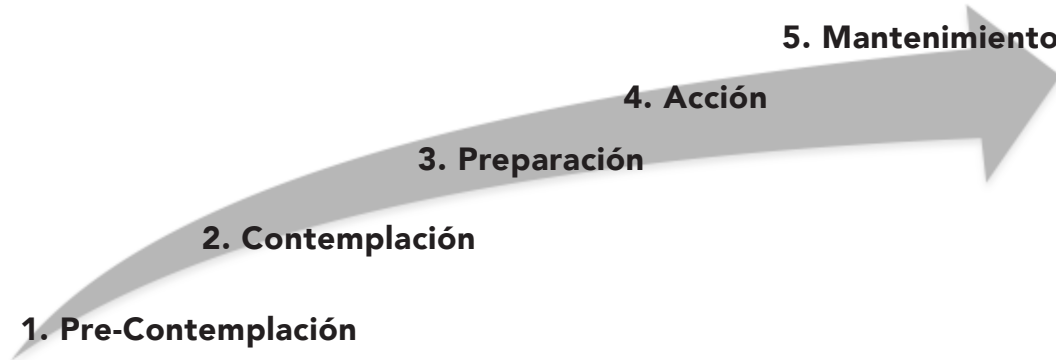 5. Mantenimiento
4. Acción
3. Preparación
2. Contemplación
1. Pre-Contemplación